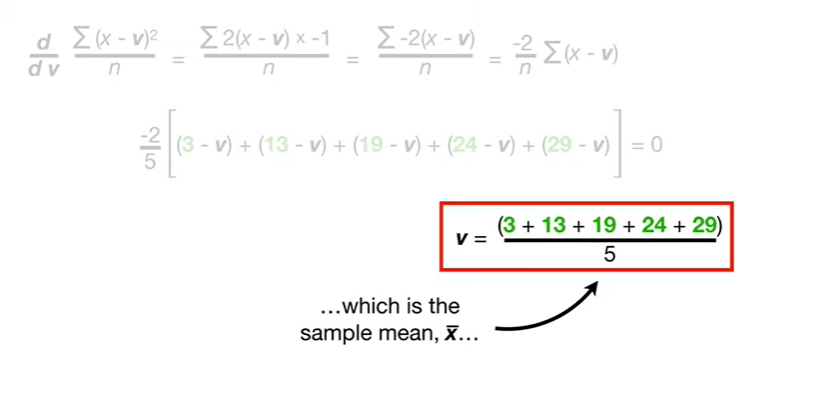 d/d v ∑ (x - v)²/n = ∑ 2(x - v) × -1/n = ∑ -2(x - v)/n = -2/n ∑(x - v)
-2/5 [(3 - v) + (13 - v) + (19 - v) + (24 - v) + (29 - v)] = 0
v = (3 + 13 + 19 + 24 + 29)/5
...which is the
sample mean, x̄...